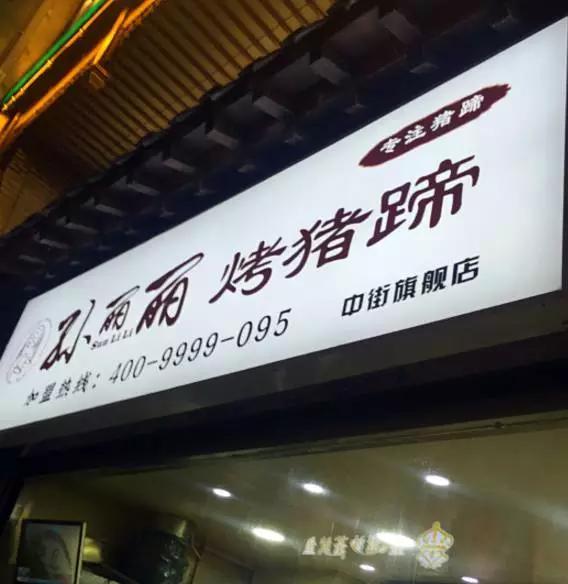 专注猪蹄
孙丽丽 烤猪蹄
Sun Li Li
中街旗舰店
加盟热线：400-9999-095